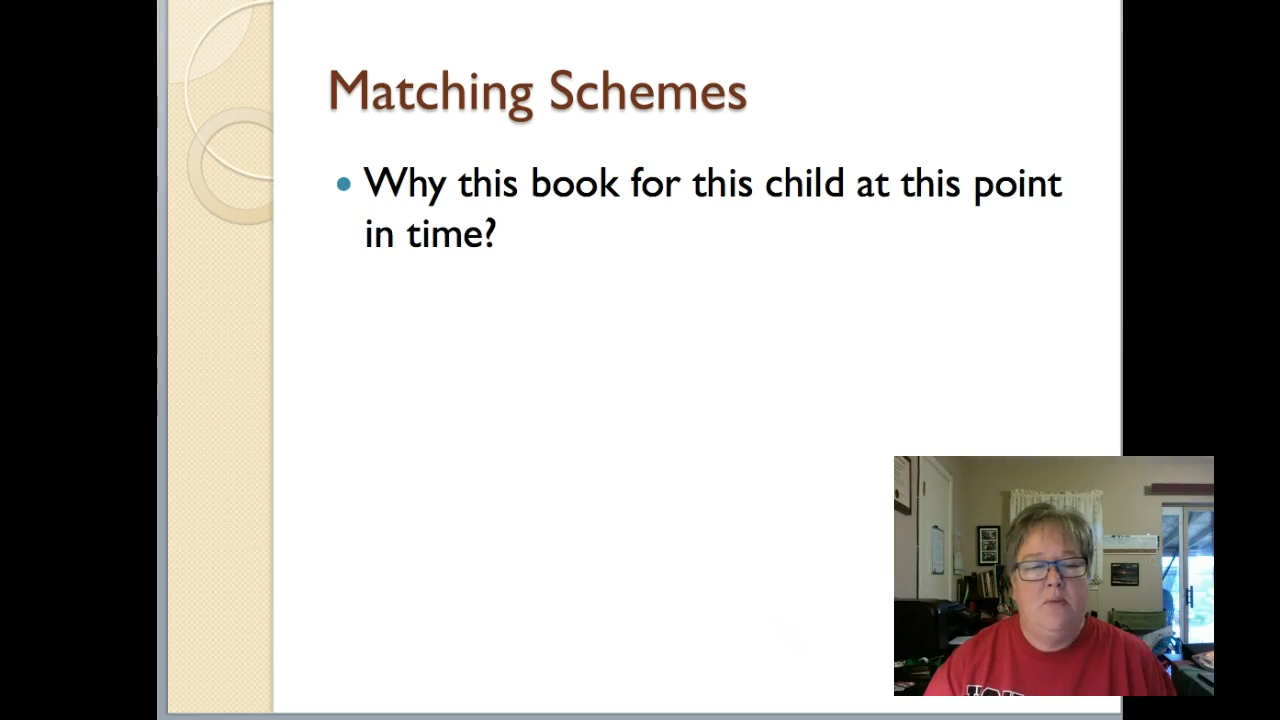 Matching Schemes
• Why this book for this child at this point
in time?